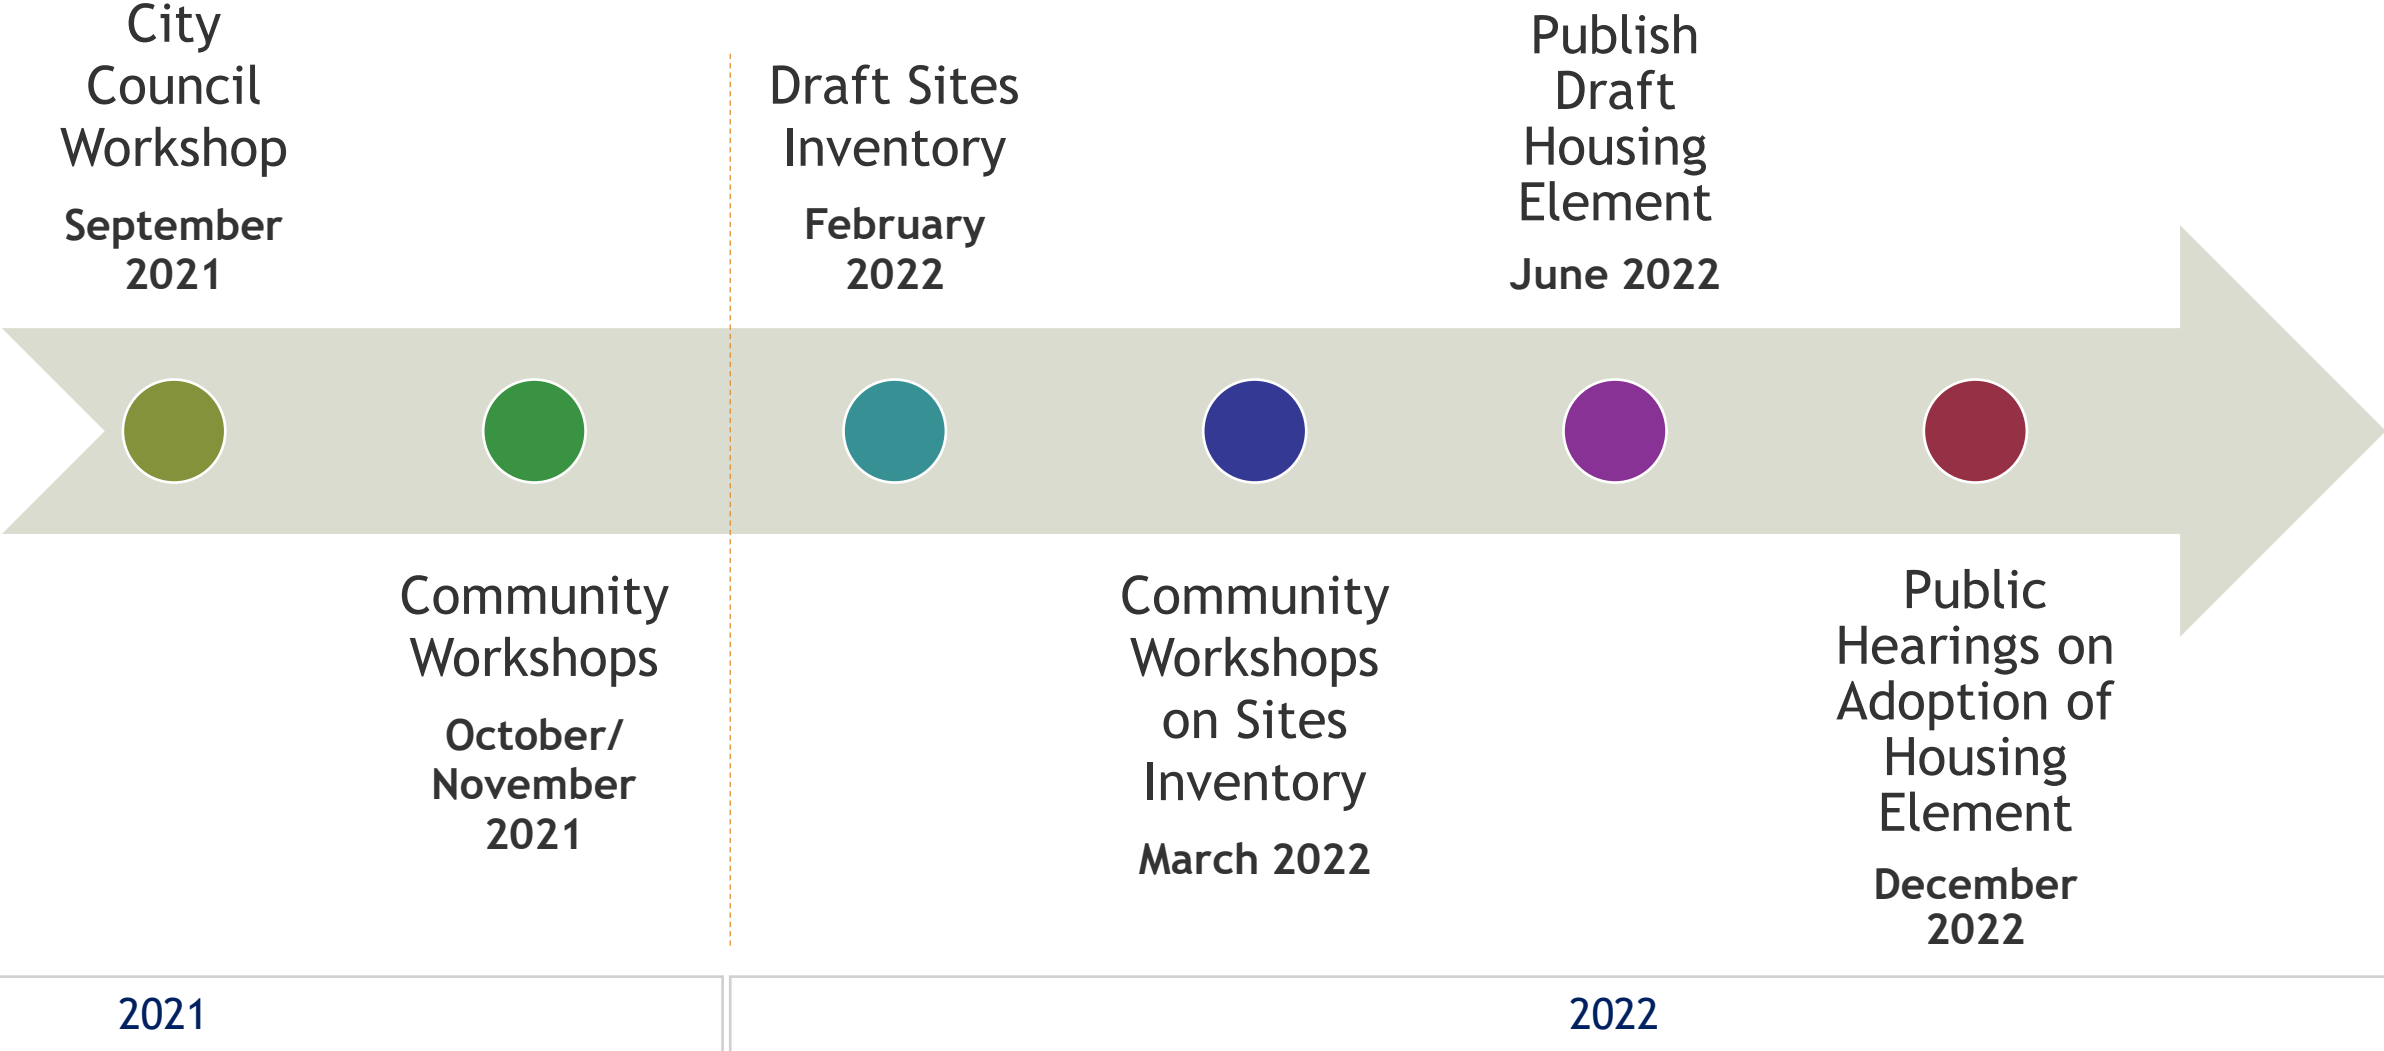 City
Council
Workshop
September
2021
Community
Workshops
October/
November
2021
Draft Sites
Inventory
February
2022
Community
Workshops
on Sites
Inventory
March 2022
Publish
Draft
Housing
Element
June 2022
Public
Hearings on
Adoption of
Housing
Element
December
2022
2021
2022